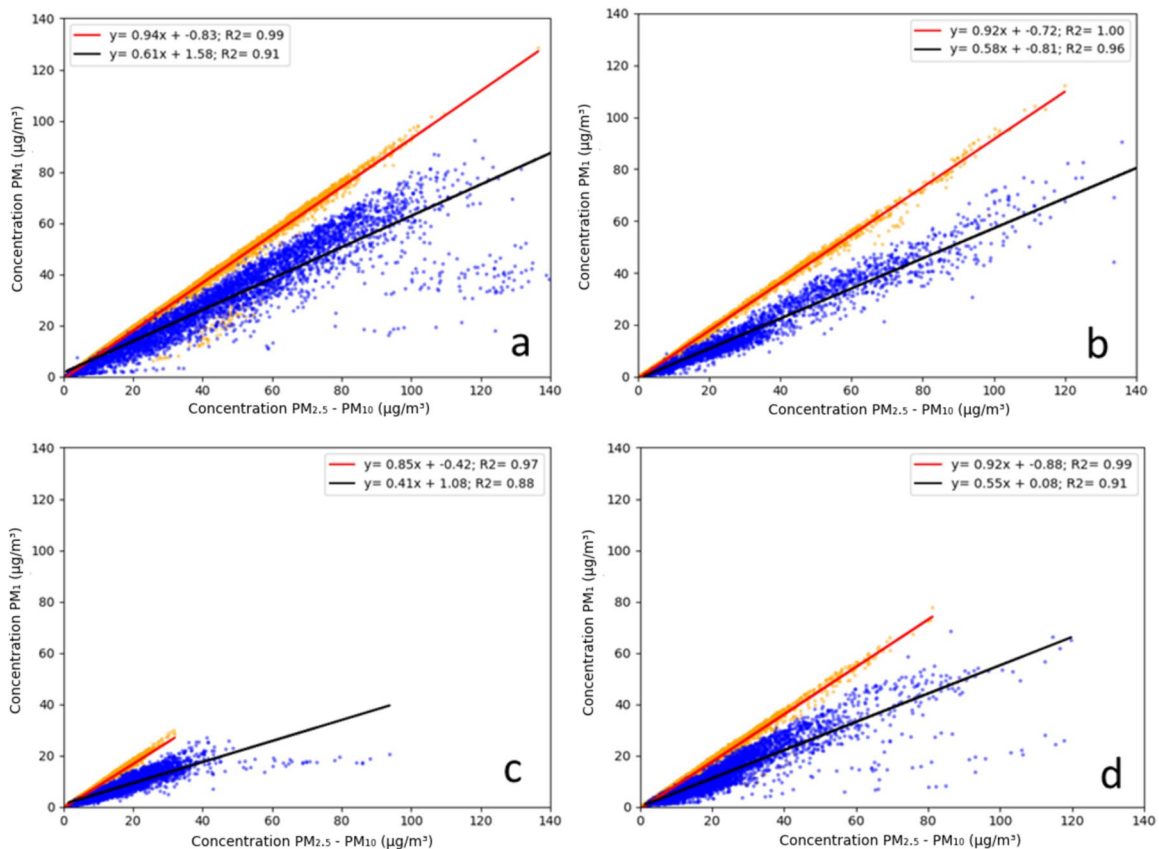 y= 0.94x + -0.83; R2= 0.99
y= 0.61x + 1.58; R2= 0.91
140
120
100
80
60
40
20
0
Concentration PM₁ (µg/m³)
0 20 40 60 80 100 120 140
Concentration PM₂.₅ - PM₁₀ (µg/m³)
a
y= 0.92x + -0.72; R2= 1.00
y= 0.58x + -0.81; R2= 0.96
140
120
100
80
60
40
20
0
Concentration PM₁ (µg/m³)
0 20 40 60 80 100 120 140
Concentration PM₂.₅ - PM₁₀ (µg/m³)
b
y= 0.85x + -0.42; R2= 0.97
y= 0.41x + 1.08; R2= 0.88
140
120
100
80
60
40
20
0
Concentration PM₁ (µg/m³)
0 20 40 60 80 100 120 140
Concentration PM₂.₅ - PM₁₀ (µg/m³)
c
y= 0.92x + -0.88; R2= 0.99
y= 0.55x + 0.08; R2= 0.91
140
120
100
80
60
40
20
0
Concentration PM₁ (µg/m³)
0 20 40 60 80 100 120 140
Concentration PM₂.₅ - PM₁₀ (µg/m³)
d